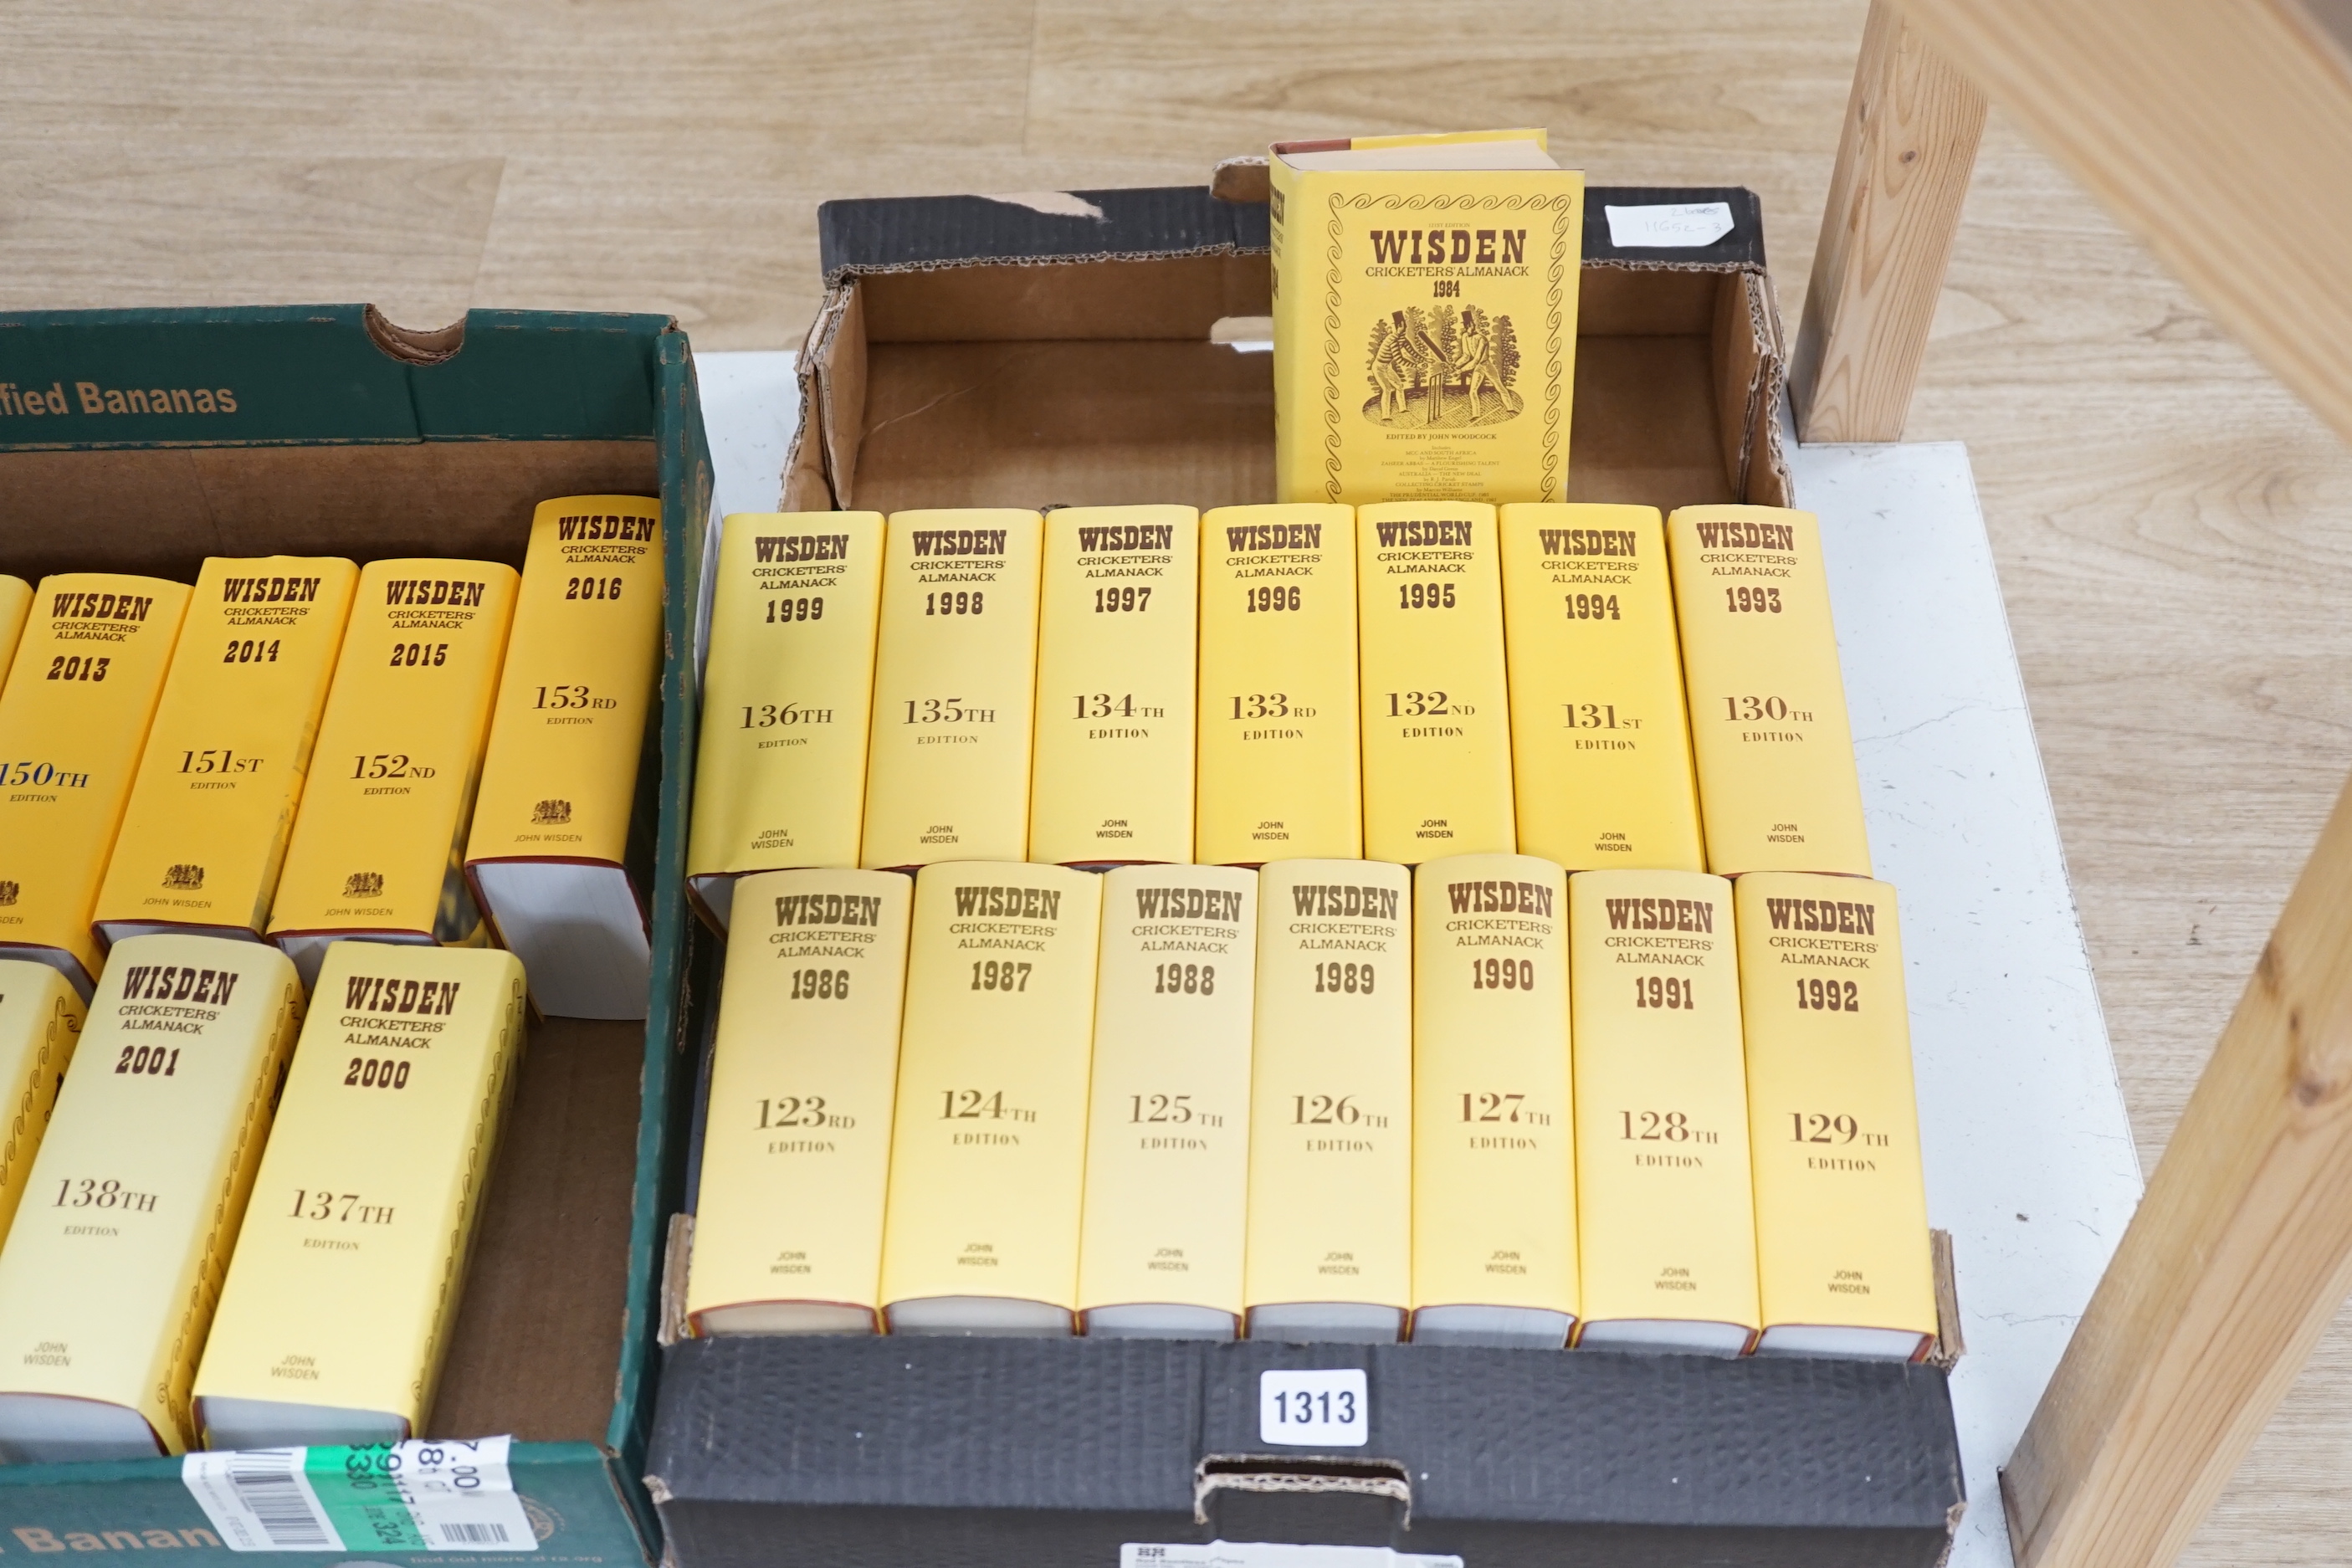 fied Bananas
WISDEN
CRICKETERS'
ALMANACK
2013
150TH
EDITION
WISDEN
CRICKETERS'
ALMANACK
2014
151ST
EDITION
JOHN WISDEN
WISDEN
CRICKETERS'
ALMANACK
2015
152ND
EDITION
JOHN WISDEN
WISDEN
CRICKETERS'
ALMANACK
2016
153RD
EDITION
JOHN WISDEN
WISDEN
CRICKETERS'
ALMANACK
2001
138TH
EDITION
JOHN
WISDEN
WISDEN
CRICKETERS'
ALMANACK
2000
137TH
EDITION
JOHN
WISDEN
Banan
WISDEN
CRICKETERS' ALMANACK
1984
EDITED BY JOHN WOODCOCK
MCC AND SOUTH AFRICA
WISDEN
CRICKETERS'
ALMANACK
1999
136TH
EDITION
JOHN
WISDEN
WISDEN
CRICKETERS'
ALMANACK
1998
135TH
EDITION
JOHN
WISDEN
WISDEN
CRICKETERS'
ALMANACK
1997
134TH
EDITION
JOHN
WISDEN
WISDEN
CRICKETERS'
ALMANACK
1996
133RD
EDITION
JOHN
WISDEN
WISDEN
CRICKETERS'
ALMANACK
1995
132ND
EDITION
JOHN
WISDEN
WISDEN
CRICKETERS'
ALMANACK
1994
131ST
EDITION
JOHN
WISDEN
WISDEN
CRICKETERS'
ALMANACK
1993
130TH
EDITION
JOHN
WISDEN
WISDEN
CRICKETERS'
ALMANACK
1986
123RD
EDITION
JOHN
WISDEN
WISDEN
CRICKETERS'
ALMANACK
1987
124TH
EDITION
JOHN
WISDEN
WISDEN
CRICKETERS'
ALMANACK
1988
125TH
EDITION
JOHN
WISDEN
WISDEN
CRICKETERS'
ALMANACK
1989
126TH
EDITION
JOHN
WISDEN
WISDEN
CRICKETERS'
ALMANACK
1990
127TH
EDITION
JOHN
WISDEN
WISDEN
CRICKETERS'
ALMANACK
1991
128TH
EDITION
JOHN
WISDEN
WISDEN
CRICKETERS'
ALMANACK
1992
129TH
EDITION
JOHN
WISDEN
1313